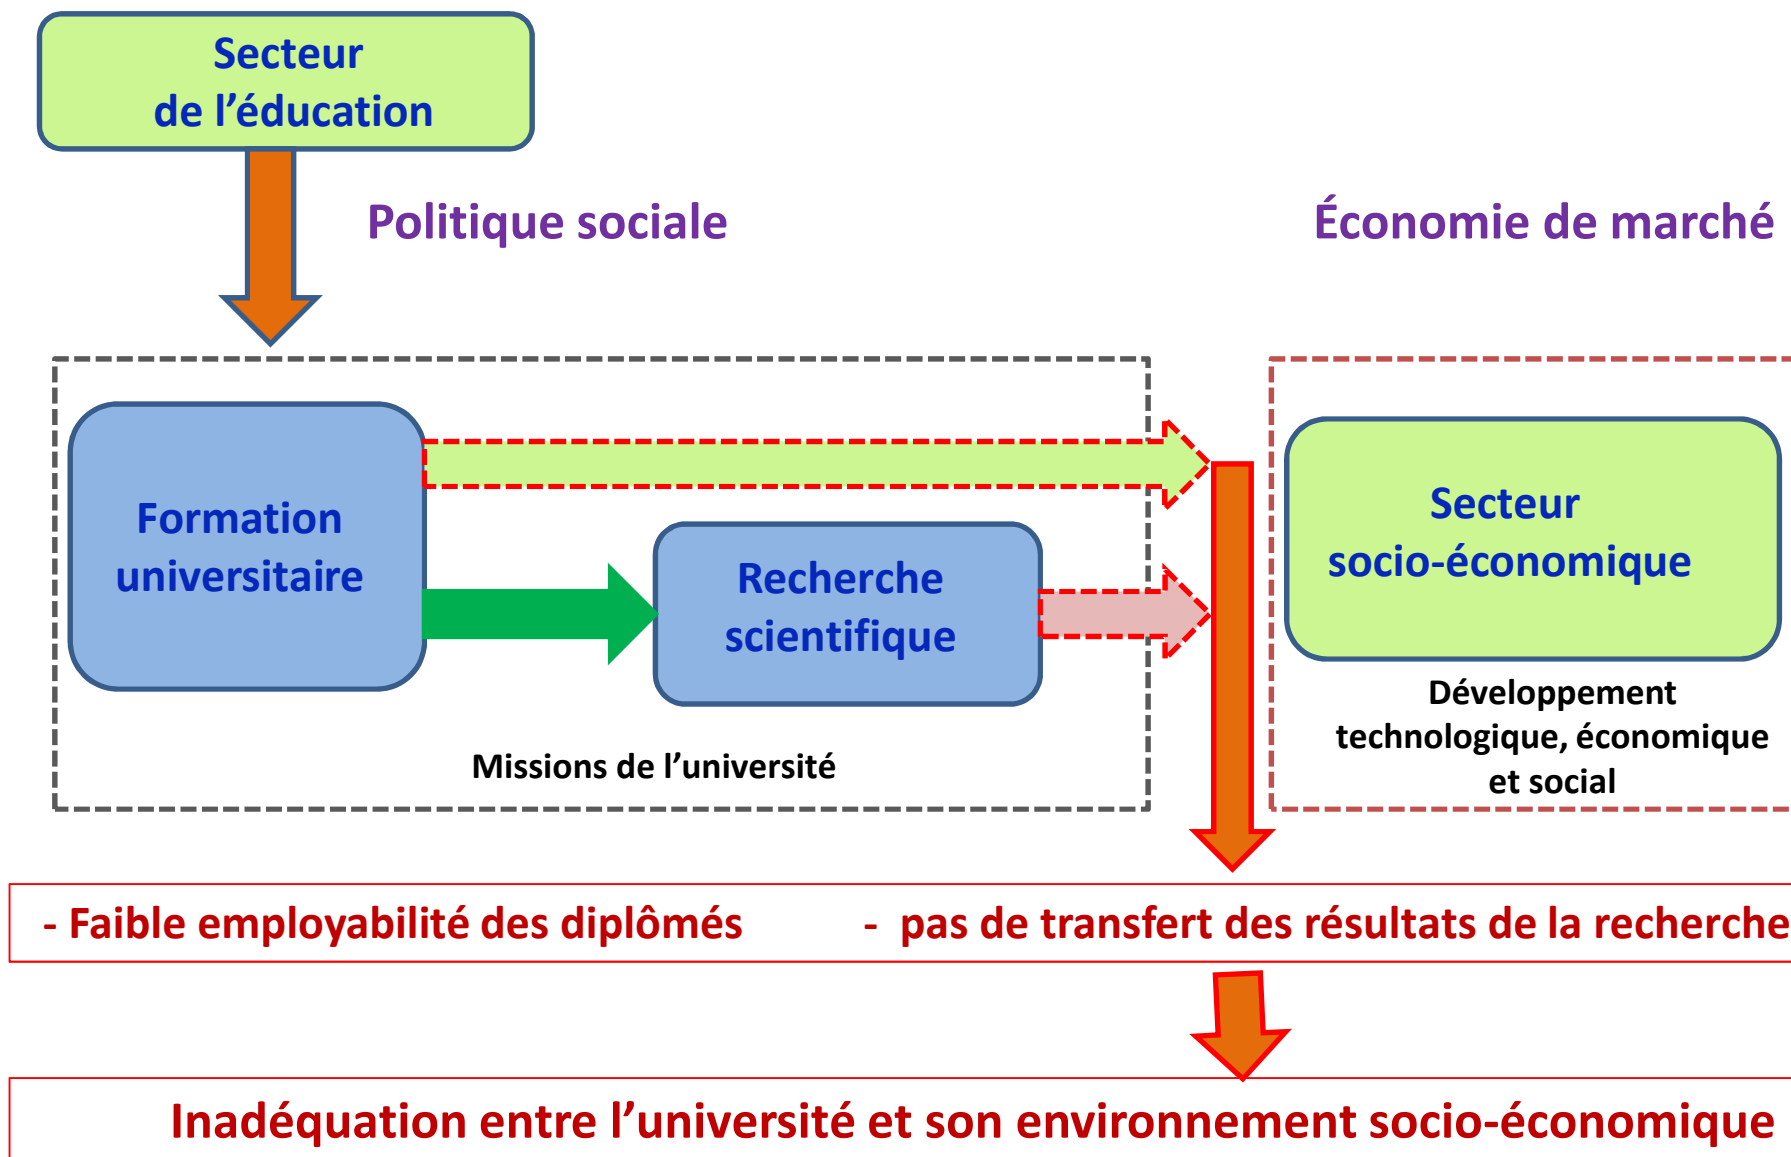 Secteur
de l’éducation
Politique sociale
Économie de marché
Formation
universitaire
Recherche
scientifique
Secteur
socio-économique
Développement
technologique, économique
et social
Missions de l’université
- Faible employabilité des diplômés - pas de transfert des résultats de la recherche
Inadéquation entre l’université et son environnement socio-économique